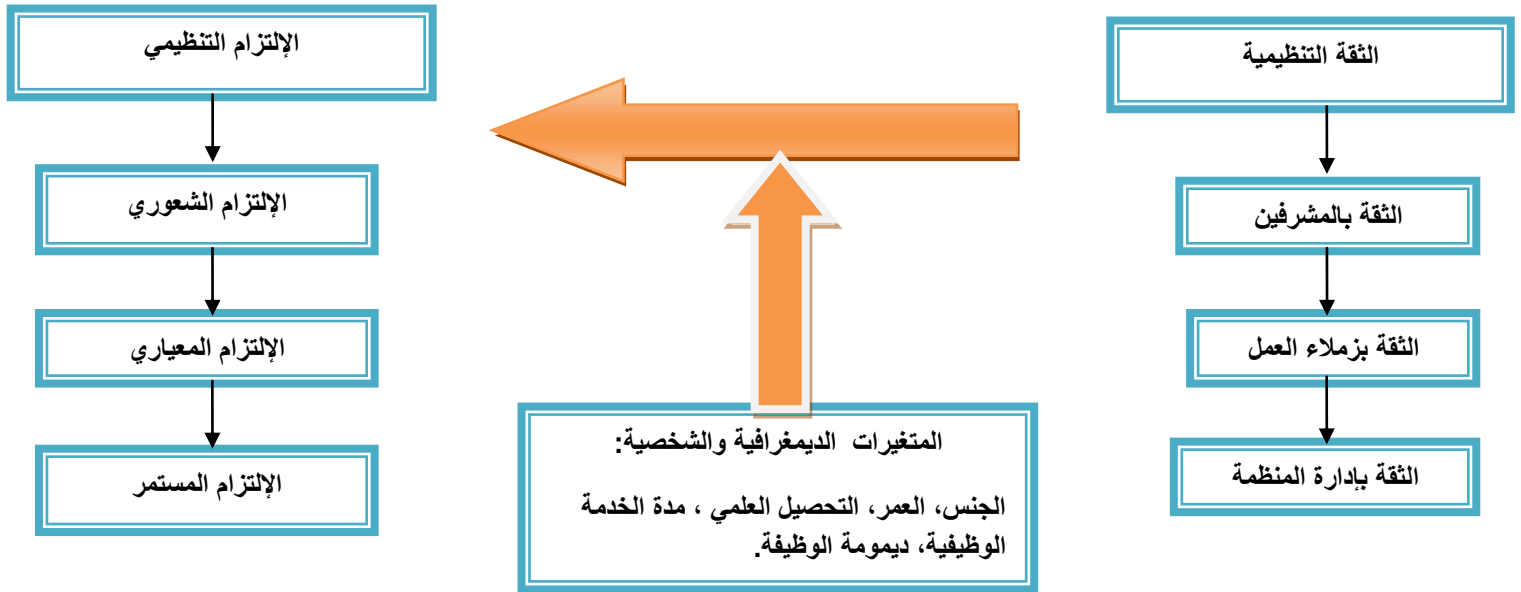 الثقة التنظيمية
الثقة بالمشرفين
الثقة بزملاء العمل
الثقة بإدارة المنظمة
الإلتزام التنظيمي
الإلتزام الشعوري
الإلتزام المعياري
الإلتزام المستمر
المتغيرات الديمغرافية والشخصية:
الجنس، العمر، التحصيل العلمي ، مدة الخدمة
الوظيفية، ديمومة الوظيفة.